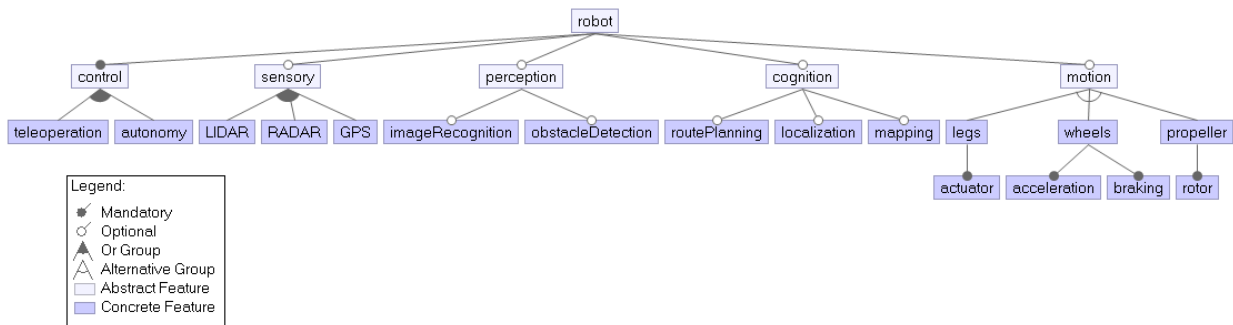 robot
control
sensory
perception
cognition
motion
teleoperation
autonomy
LIDAR
RADAR
GPS
imageRecognition
obstacleDetection
routePlanning
localization
mapping
legs
wheels
propeller
actuator
acceleration
braking
rotor
Legend:
Mandatory
Optional
Or Group
Alternative Group
Abstract Feature
Concrete Feature